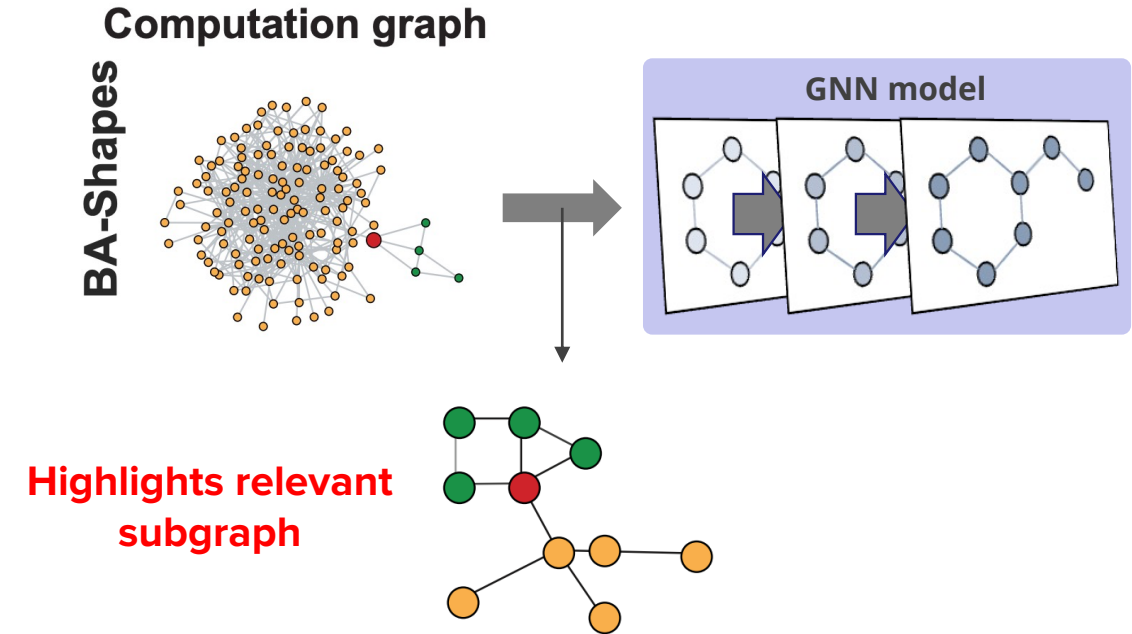 Computation graph
BA-Shapes
GNN model
Highlights relevant
subgraph